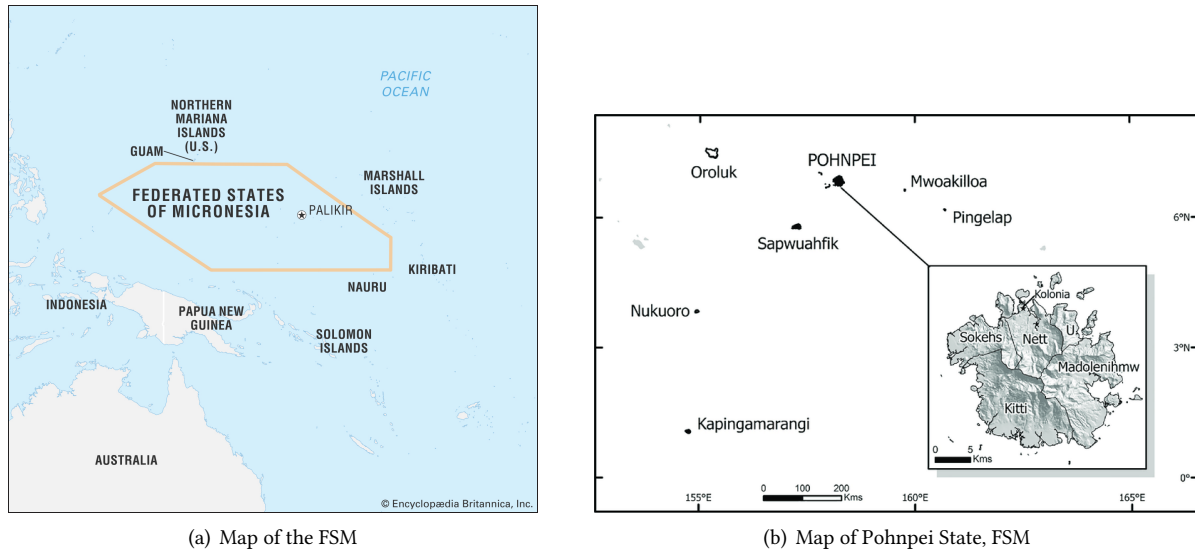 PACIFIC
OCEAN
NORTHERN
MARIANA
ISLANDS
(U.S.)
GUAM
MARSHALL
ISLANDS
FEDERATED STATES
OF MICRONESIA
PALIKIR
KIRIBATI
NAURU
INDONESIA
PAPUA NEW
GUINEA
SOLOMON
ISLANDS
AUSTRALIA
© Encyclopædia Britannica, Inc.
(a) Map of the FSM
POHNPEI
Oroluk
Mwoakilloa
Pingelap
6°N
Sapwuahfik
Nukuoro
3°N
Kapingamarangi
Kolonia
U
Sokehs
Nett
Madolenihmw
Kitti
0 5
Kms
0°
0 100 200
Kms
155°E
160°E
165°E
(b) Map of Pohnpei State, FSM